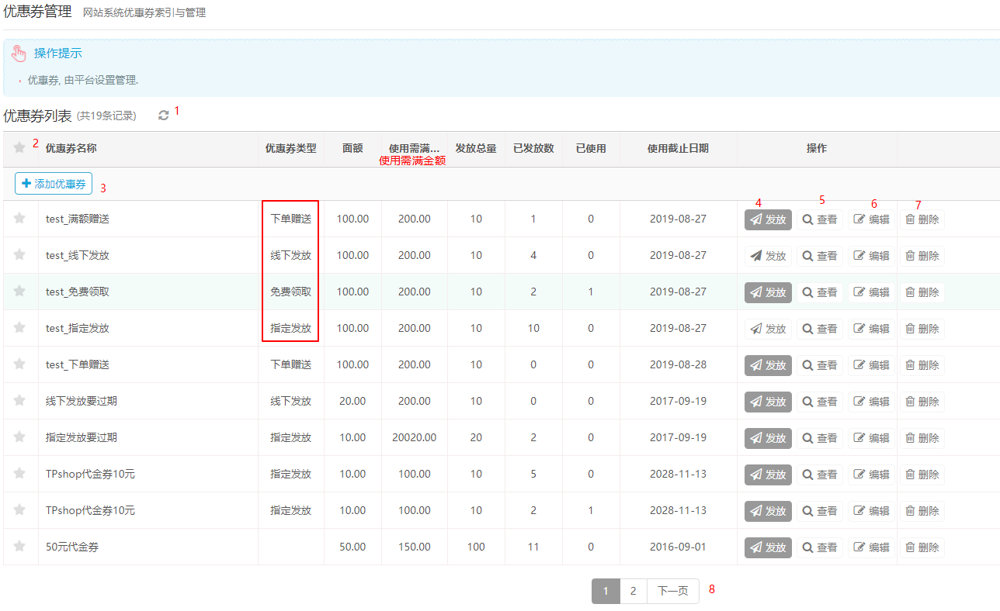 优惠券管理 网站系统优惠券索引与管理
操作提示
优惠券, 由平台设置管理.
优惠券列表 (共19条记录) 1
2 优惠券名称 优惠券类型 面额 使用需满... 发放总量 已发放数 已使用 使用截止日期 操作
使用需满金额
添加优惠券 3
4 5 6 7
test_满额赠送 下单赠送 100.00 200.00 10 1 0 2019-08-27 发放 查看 编辑 删除
test_线下发放 线下发放 100.00 200.00 10 4 0 2019-08-27 发放 查看 编辑 删除
test_免费领取 免费领取 100.00 200.00 10 2 1 2019-08-27 发放 查看 编辑 删除
test_指定发放 指定发放 100.00 200.00 10 10 0 2019-08-27 发放 查看 编辑 删除
test_下单赠送 下单赠送 100.00 200.00 10 0 0 2019-08-28 发放 查看 编辑 删除
线下发放要过期 线下发放 20.00 200.00 10 0 0 2017-09-19 发放 查看 编辑 删除
指定发放要过期 指定发放 10.00 20020.00 20 2 0 2017-09-19 发放 查看 编辑 删除
TPshop代金券10元 指定发放 10.00 100.00 10 5 0 2028-11-13 发放 查看 编辑 删除
TPshop代金券10元 指定发放 10.00 100.00 10 2 1 2028-11-13 发放 查看 编辑 删除
50元代金券 50.00 150.00 100 11 0 2016-09-01 发放 查看 编辑 删除
1 2 下一页 8